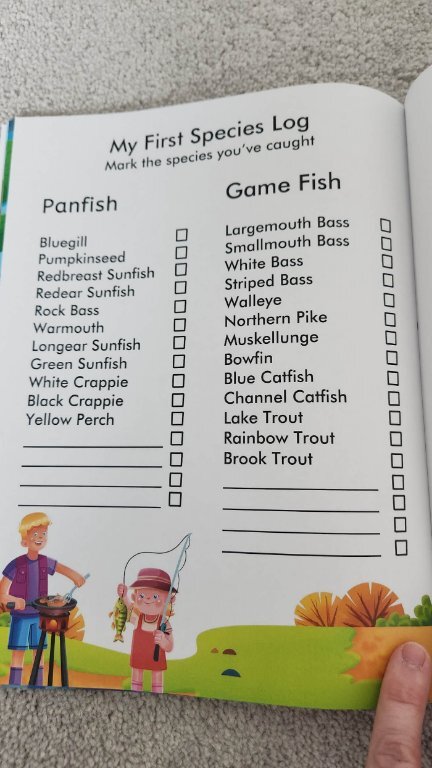 My First Species Log
Mark the species you've caught
Panfish
Bluegill
Pumpkinseed
Redbreast Sunfish
Redear Sunfish
Rock Bass
Warmouth
Longear Sunfish
Green Sunfish
White Crappie
Black Crappie
Yellow Perch
Game Fish
Largemouth Bass
Smallmouth Bass
White Bass
Striped Bass
Walleye
Northern Pike
Muskellunge
Bowfin
Blue Catfish
Channel Catfish
Lake Trout
Rainbow Trout
Brook Trout